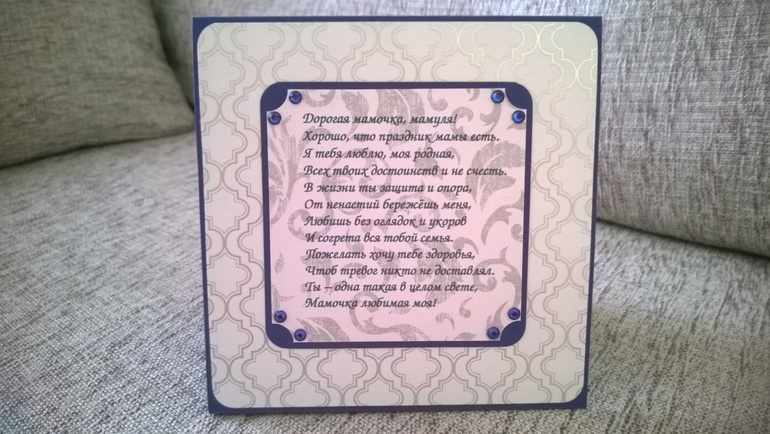 Дорогая мамочка, мамуля!
Хорошо, что праздник мамы есть.
Я тебя люблю, моя родная,
Всех твоих достоинств и не счесть.
В жизни ты защита и опора,
От ненастий бережёшь меня,
Любишь без оглядок и укоров
И согрета вся тобой семья.
Пожелать хочу тебе здоровья,
Чтоб тревог никто не доставлял.
Ты – одна такая в целом свете,
Мамочка любимая моя!